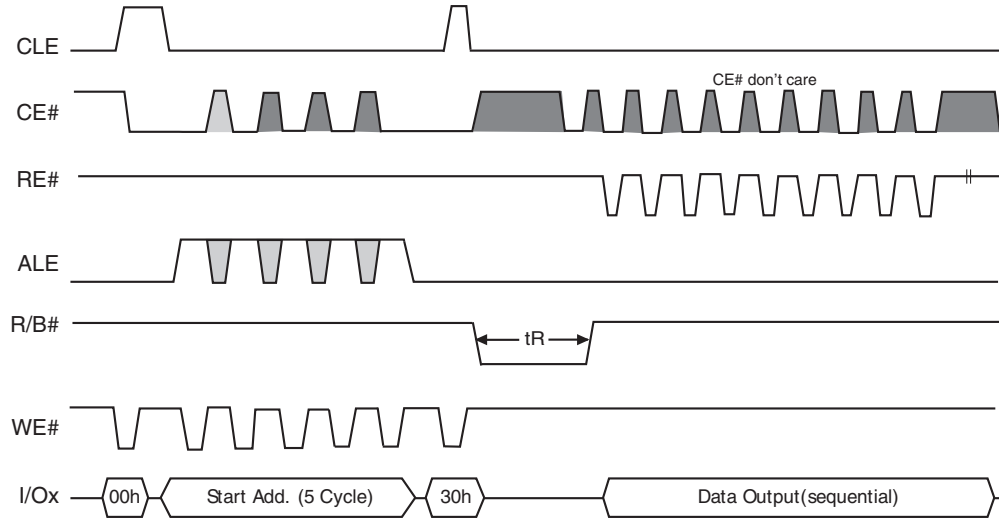 CLE
CE# don't care
CE#
RE#
ALE
R/B#
tR
WE#
I/Ox 00h Start Add. (5 Cycle) 30h Data Output(sequential)